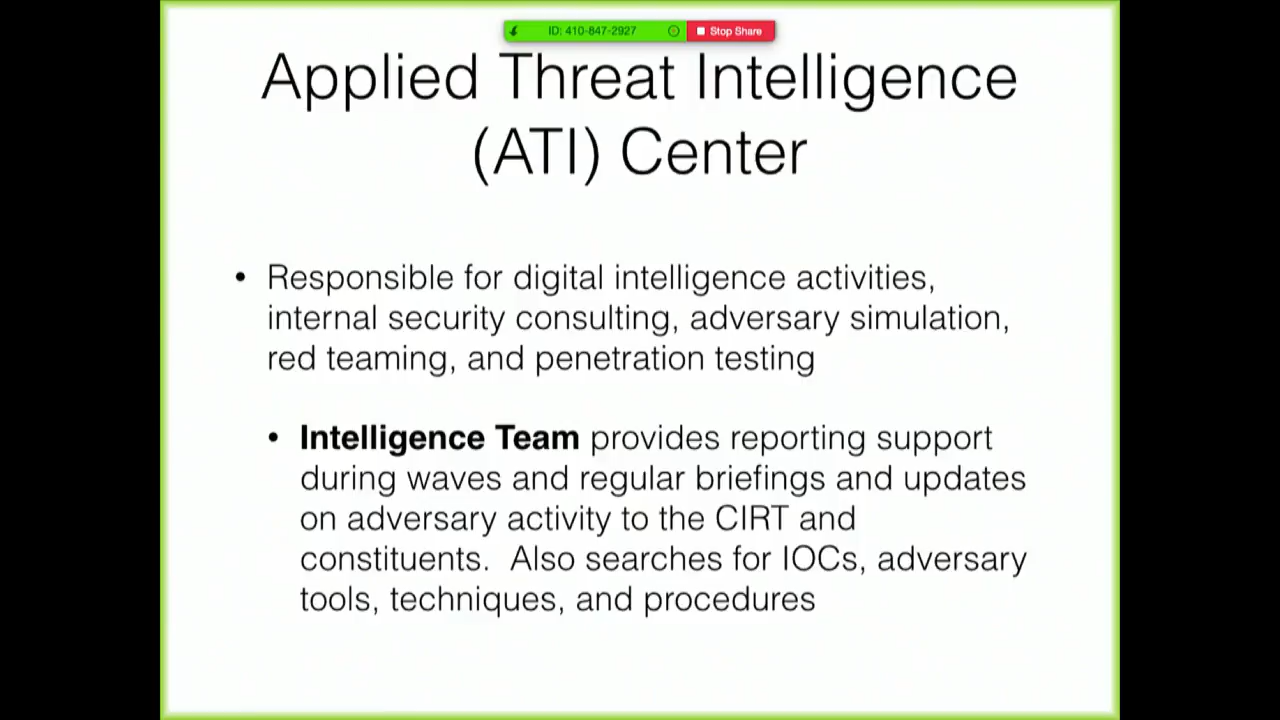 ID: 410-847-2927
Stop Share
Applied Threat Intelligence
(ATI) Center
• Responsible for digital intelligence activities,
internal security consulting, adversary simulation,
red teaming, and penetration testing
• Intelligence Team provides reporting support
during waves and regular briefings and updates
on adversary activity to the CIRT and
constituents.  Also searches for IOCs, adversary
tools, techniques, and procedures